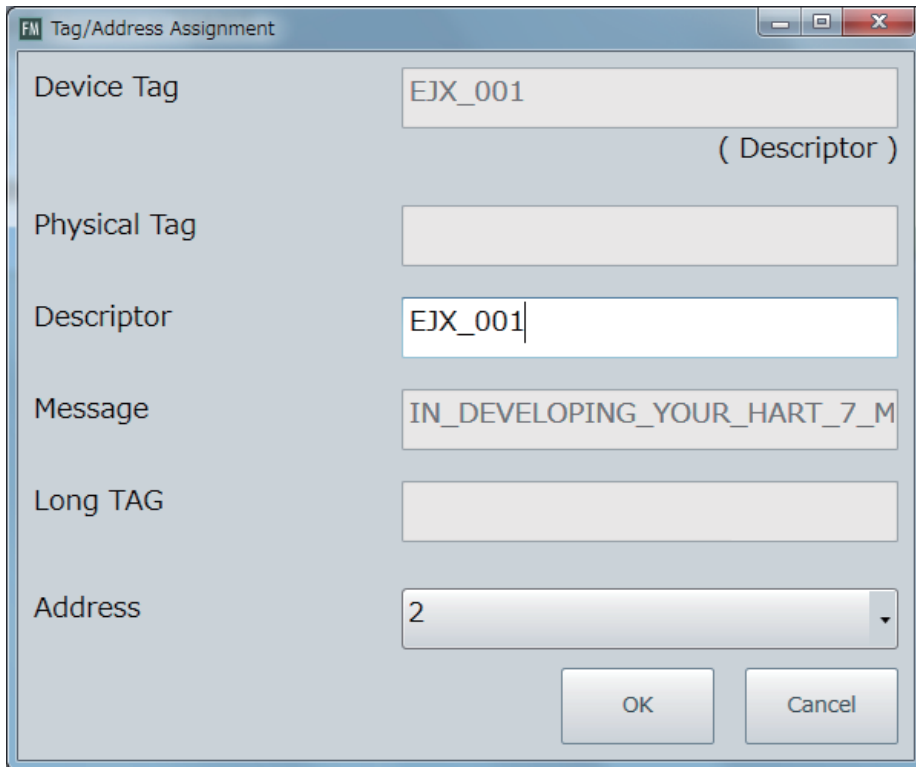 FM Tag/Address Assignment
Device Tag EJX_001
( Descriptor )
Physical Tag
Descriptor EJX_001
Message IN_DEVELOPING_YOUR_HART_7_M
Long TAG
Address 2
OK Cancel